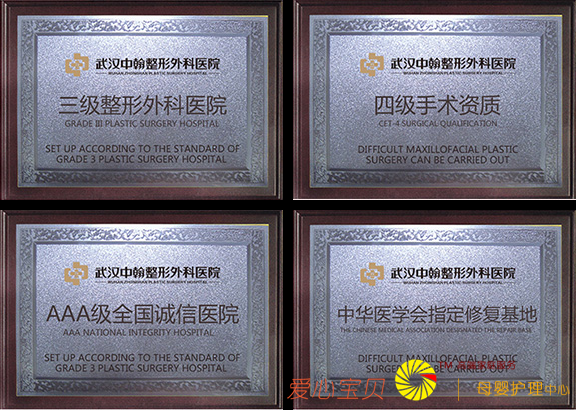 武汉中翰整形外科医院
WUHAN ZHONGHAN PLASTIC SURGERY HOSPITAL
三级整形外科医院
GRADE III PLASTIC SURGERY HOSPITAL
SET UP ACCORDING TO THE STANDARD OF
GRADE 3 PLASTIC SURGERY HOSPITAL
武汉中翰整形外科医院
WUHAN ZHONGHAN PLASTIC SURGERY HOSPITAL
四级手术资质
CET-4 SURGICAL QUALIFICATION
DIFFICULT MAXILLOFACIAL PLASTIC
SURGERY CAN BE CARRIED OUT
武汉中翰整形外科医院
WUHAN ZHONGHAN PLASTIC SURGERY HOSPITAL
AAA级全国诚信医院
AAA NATIONAL INTEGRITY HOSPITAL
SET UP ACCORDING TO THE STANDARD OF
GRADE 3 PLASTIC SURGERY HOSPITAL
武汉中翰整形外科医院
WUHAN ZHONGHAN PLASTIC SURGERY HOSPITAL
中华医学会指定修复基地
THE CHINESE MEDICAL ASSOCIATION DESIGNATED THE REPAIR BASE
DIFFICULT MAXILLOFACIAL PLASTIC
BE CARRIED OUT
爱心宝贝
TM
母婴护理中心